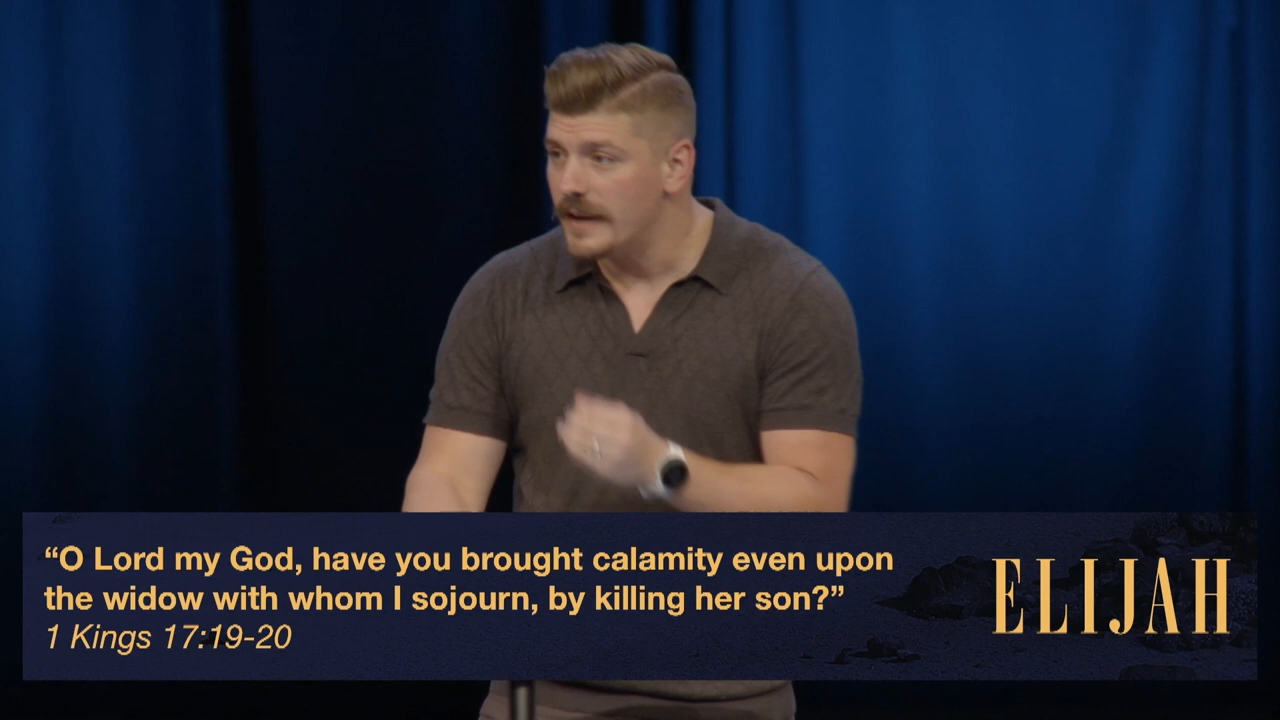 “O Lord my God, have you brought calamity even upon
the widow with whom I sojourn, by killing her son?”
1 Kings 17:19-20
ELIJAH